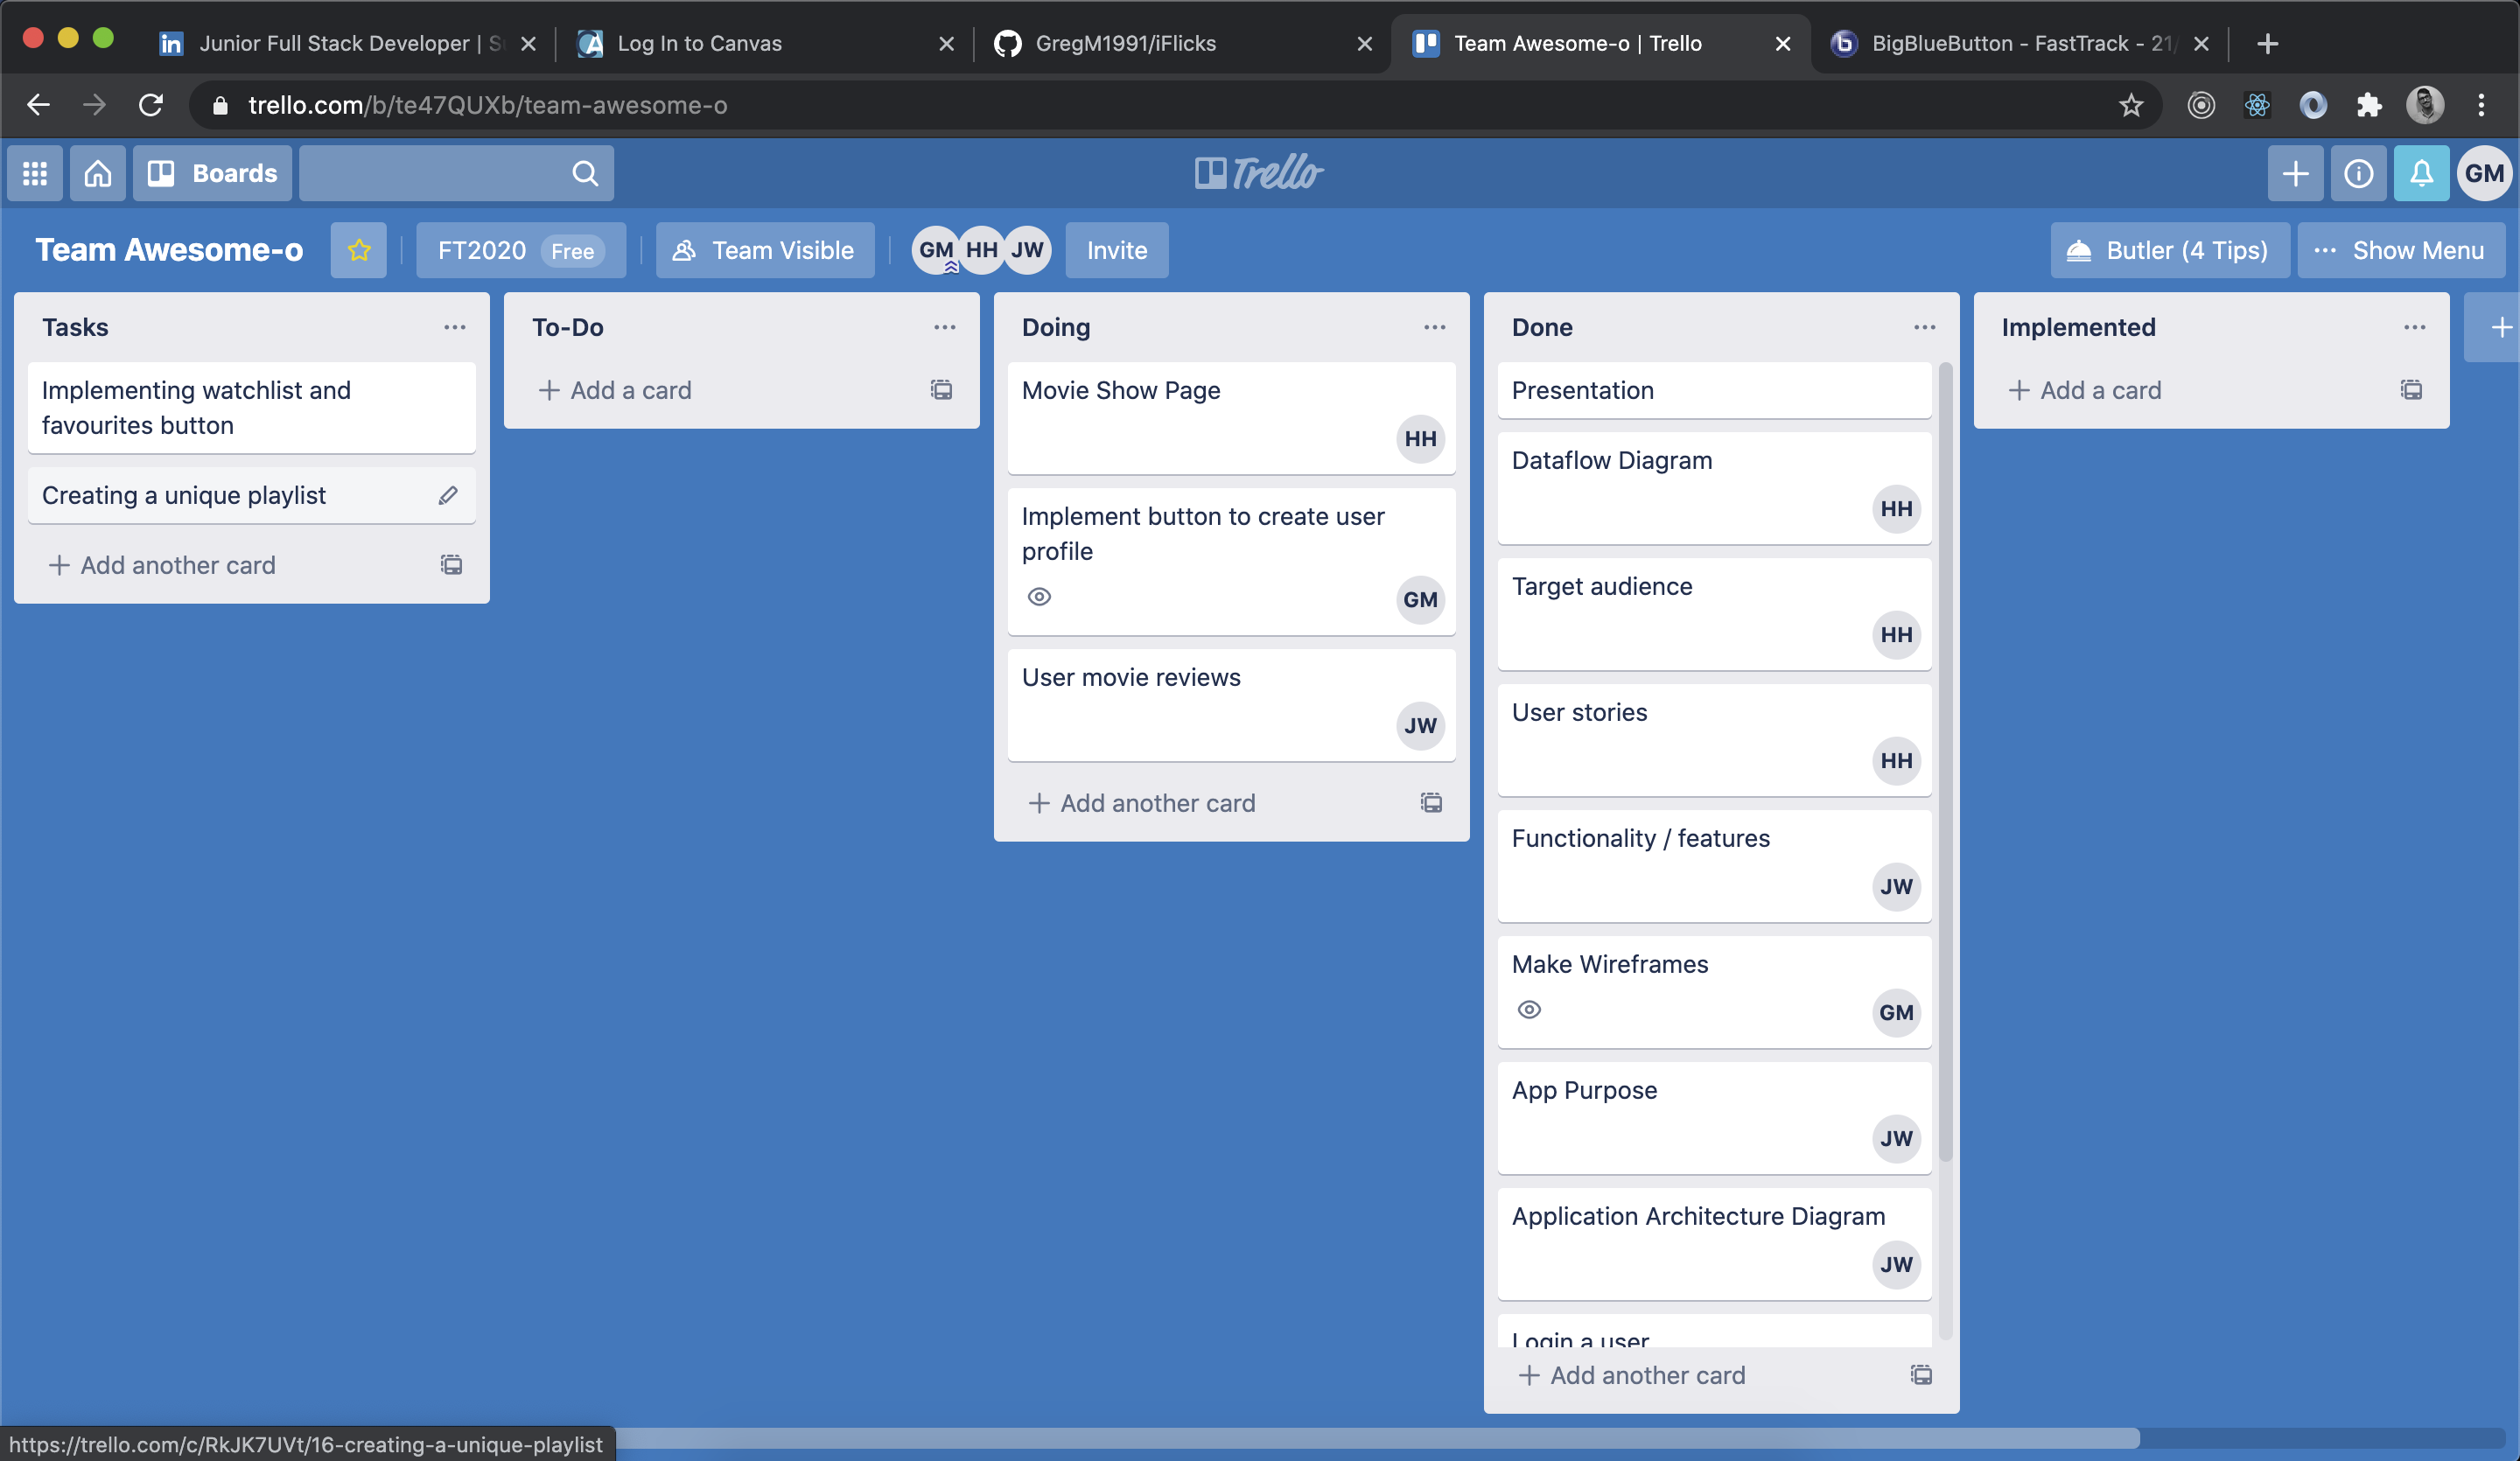 Junior Full Stack Developer | S
Log In to Canvas
GregM1991/iFlicks
Team Awesome-o | Trello
BigBlueButton - FastTrack - 21/
trello.com/b/te47QUXb/team-awesome-o
Boards
Trello
GM
Team Awesome-o
FT2020 Free
Team Visible
GM HH JW
Invite
Butler (4 Tips)
Show Menu
Tasks
Implementing watchlist and
favourites button
Creating a unique playlist
+ Add another card
To-Do
+ Add a card
Doing
Movie Show Page
HH
Implement button to create user
profile
GM
User movie reviews
JW
+ Add another card
Done
Presentation
Dataflow Diagram
HH
Target audience
HH
User stories
HH
Functionality / features
JW
Make Wireframes
GM
App Purpose
JW
Application Architecture Diagram
JW
Login a user
+ Add another card
Implemented
+ Add a card
https://trello.com/c/RkJK7UVt/16-creating-a-unique-playlist